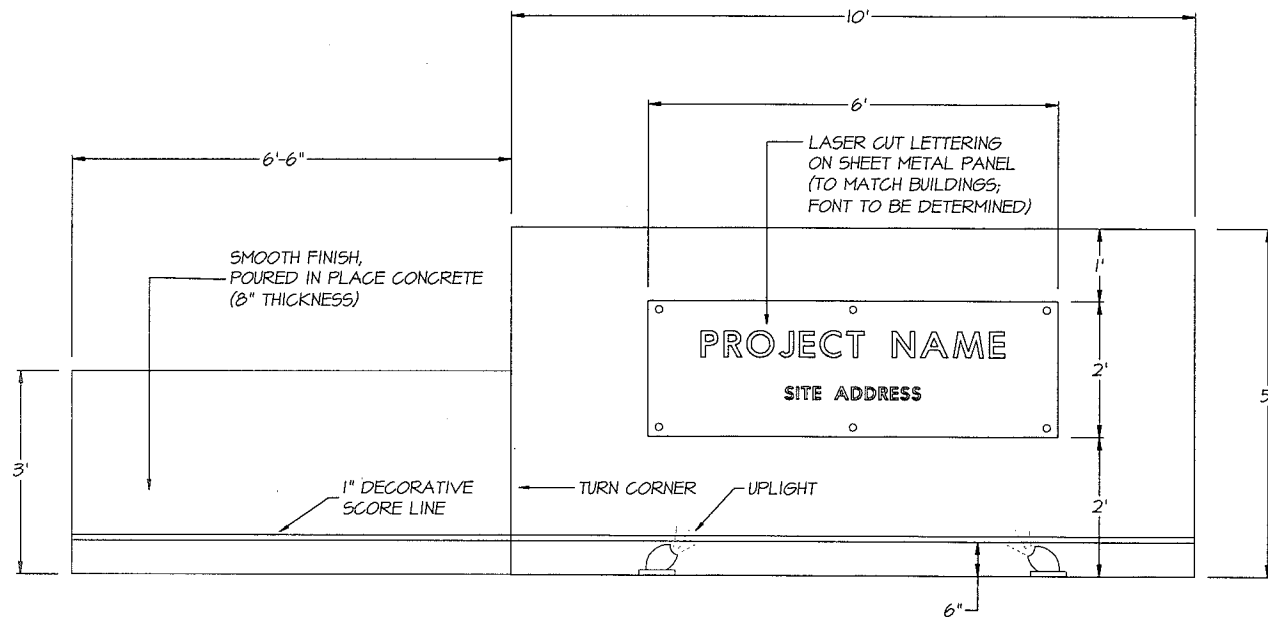 10'
6'
6'-6"
LASER CUT LETTERING
ON SHEET METAL PANEL
(TO MATCH BUILDINGS;
FONT TO BE DETERMINED)
SMOOTH FINISH,
POURED IN PLACE CONCRETE
(8" THICKNESS)
1'
PROJECT NAME
SITE ADDRESS
2'
5
3'
1" DECORATIVE
SCORE LINE
TURN CORNER
UPLIGHT
2'
6"